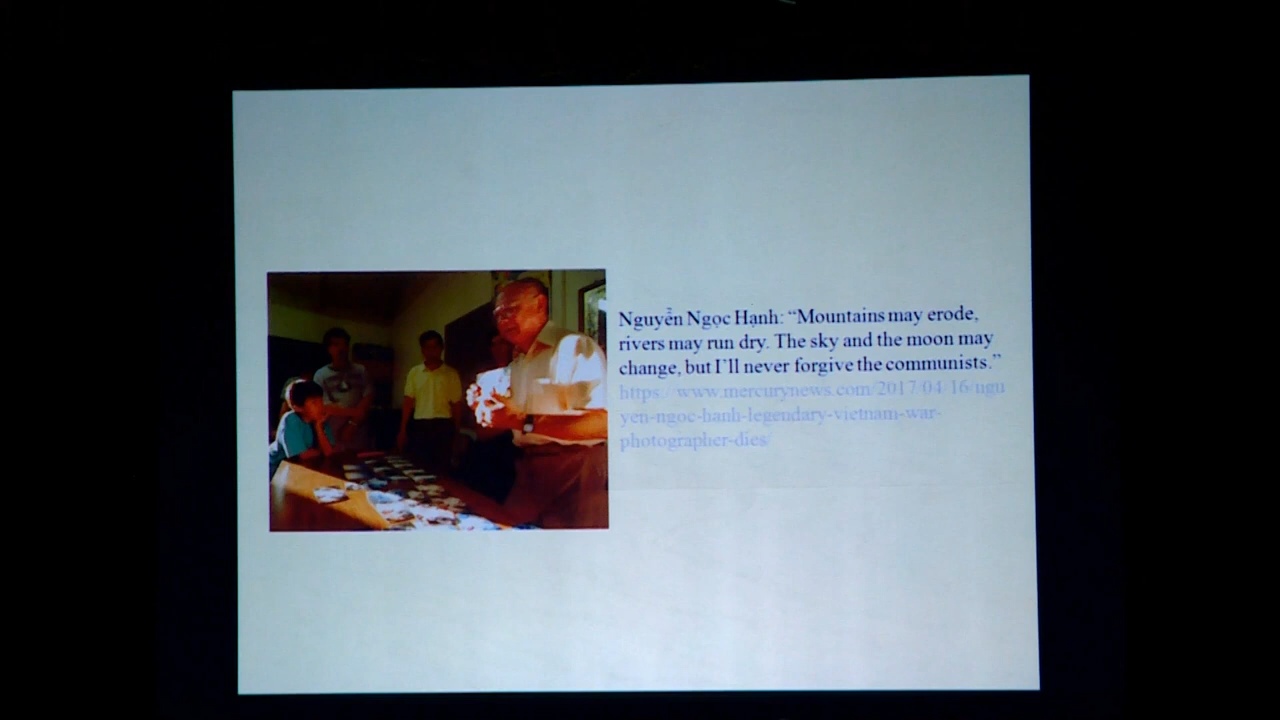 Nguyễn Ngọc Hạnh: “Mountains may erode,
rivers may run dry. The sky and the moon may
change, but I’ll never forgive the communists.”
https://www.mercurynews.com/2017/04/16/ngu
yen-ngoc-hanh-legendary-vietnam-war-
photographer-dies/